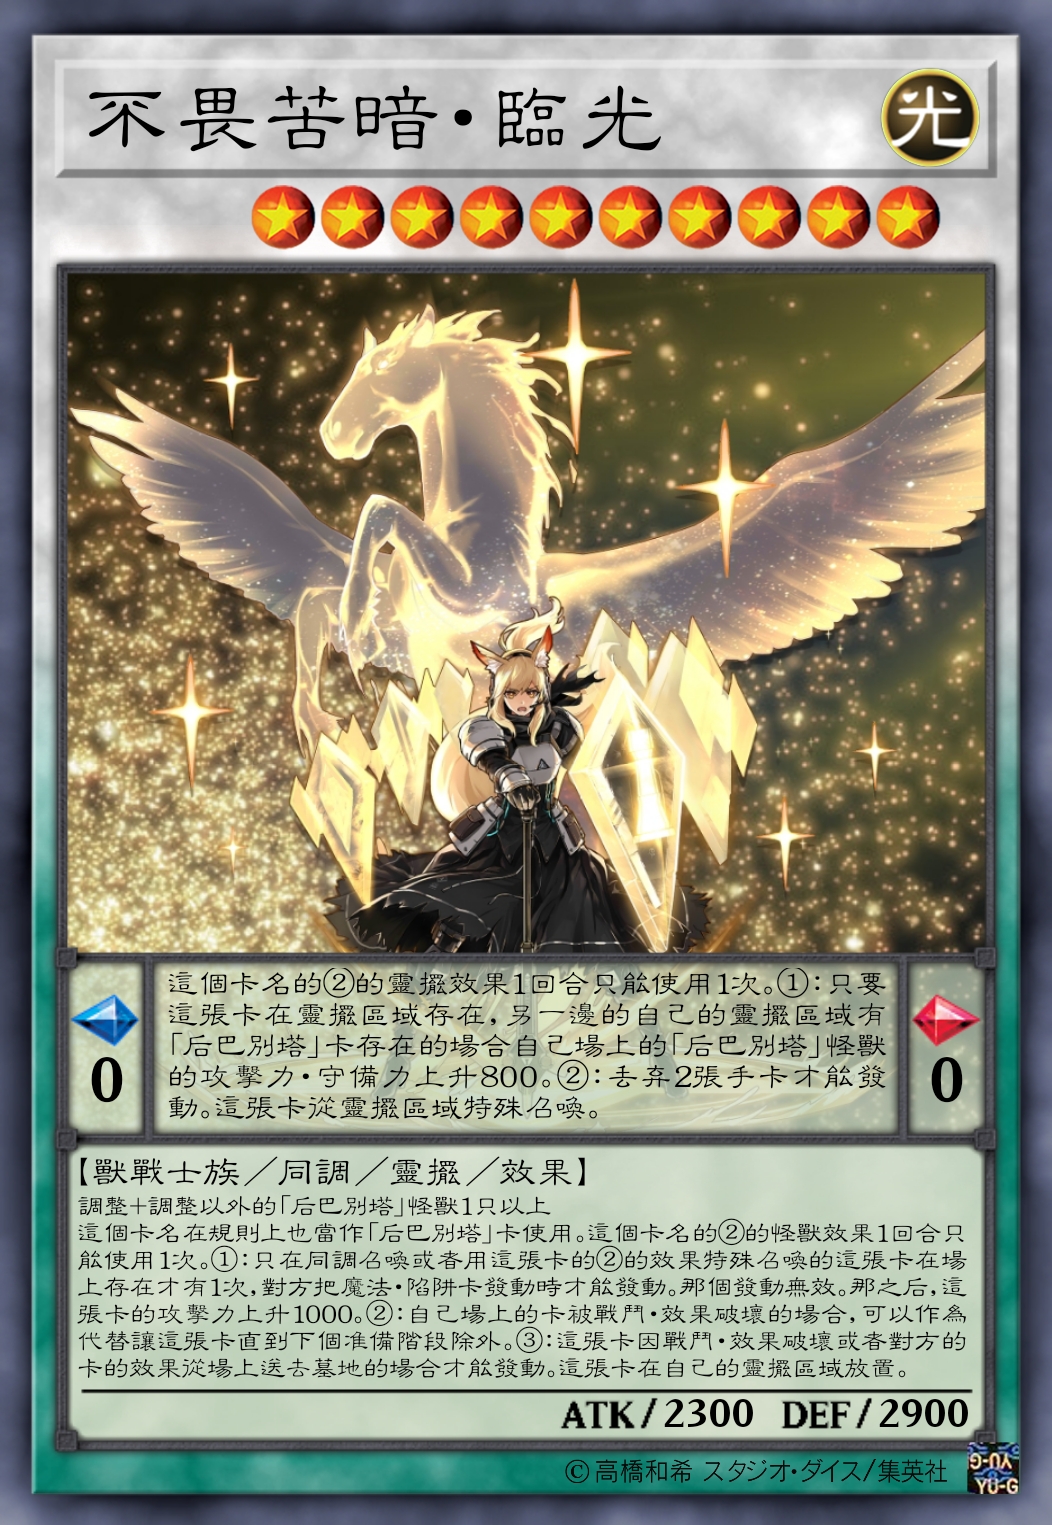 不畏苦暗·臨光
光
這個卡名的②的靈擺效果1回合只能使用1次。①：只要
這張卡在靈擺區域存在，另一邊的自己的靈擺區域有
「后巴別塔」卡存在的場合自己場上的「后巴別塔」怪獸
的攻擊力·守備力上升800。②：丟弃2張手卡才能發
動。這張卡從靈擺區域特殊召喚。
0
0
【獸戰士族／同調／靈擺／效果】
調整+調整以外的「后巴別塔」怪獸1只以上
這個卡名在規則上也當作「后巴別塔」卡使用。這個卡名的②的怪獸效果1回合只
能使用1次。①：只在同調召喚或者用這張卡的②的效果特殊召喚的這張卡在場
上存在才有1次，對方把魔法·陷阱卡發動時才能發動。那個發動無效。那之后，這
張卡的攻擊力上升1000。②：自己場上的卡被戰鬥·效果破壞的場合，可以作為
代替讓這張卡直到下個准備階段除外。③：這張卡因戰鬥·效果破壞或者對方的
卡的效果從場上送去墓地的場合才能發動。這張卡在自己的靈擺區域放置。
ATK/2300 DEF/2900
©高橋和希 スタジオ・ダイス/集英社
YU-G